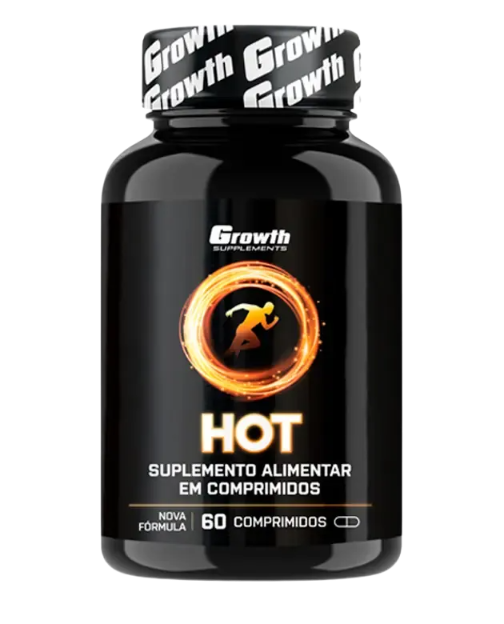 Growth Growth
Growth Growth
Growth
SUPPLEMENTS
HOT
SUPLEMENTO ALIMENTAR
EM COMPRIMIDOS
NOVA
FÓRMULA
60 COMPRIMIDOS